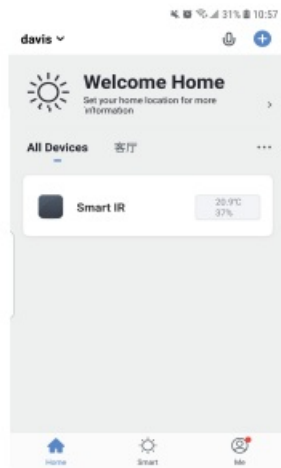 31% 10:57
davis
Welcome Home
Set your home location for more
information
All Devices 客厅
Smart IR
20.9°C
37%
Home Smart Me